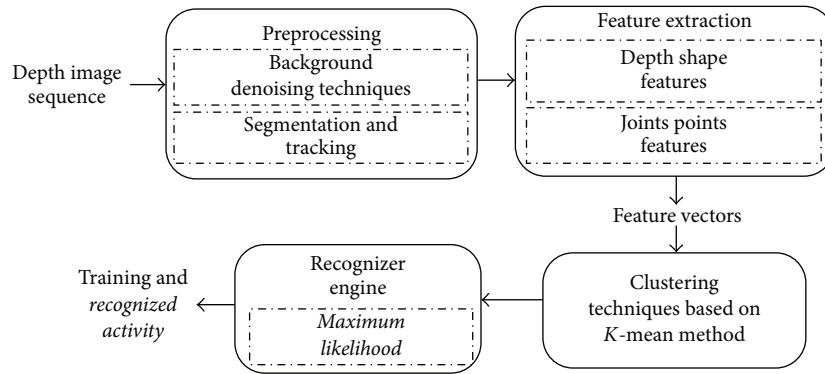 Depth image
sequence
Preprocessing
Background
denoising techniques
Segmentation and
tracking
Feature extraction
Depth shape
features
Joints points
features
Feature vectors
Clustering
techniques based on
K-mean method
Recognizer
engine
Maximum
likelihood
Training and
recognized
activity